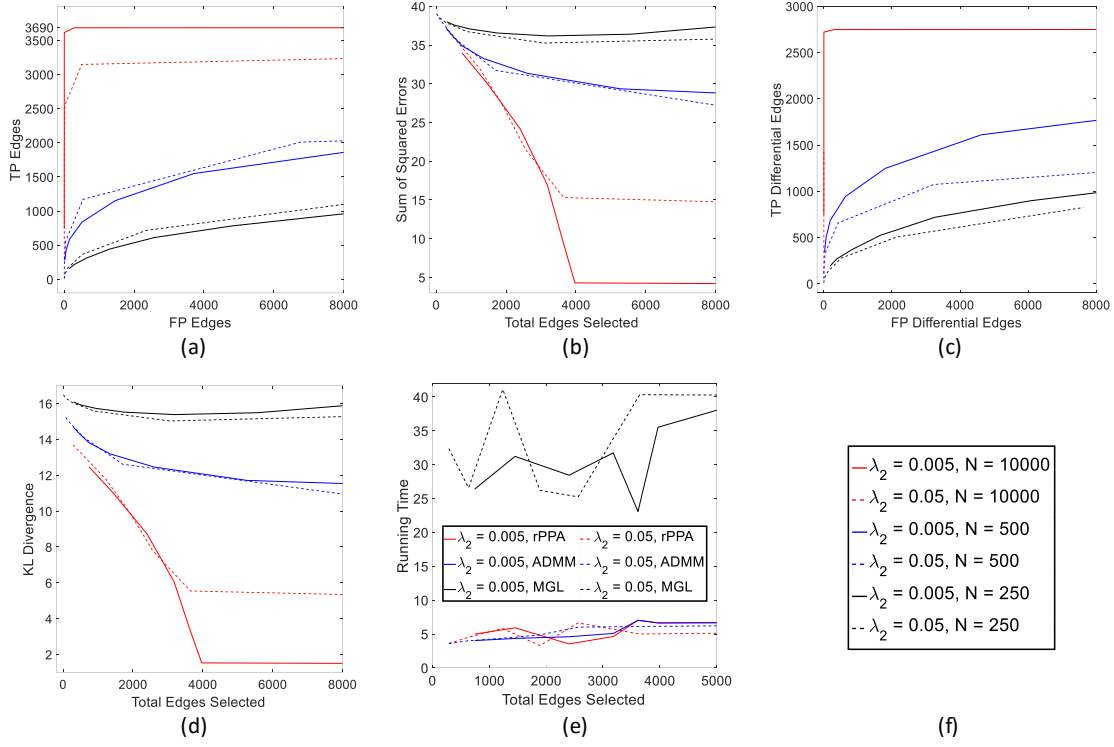 3690
3500
3000
2500
2000
1500
1000
500
0
TP Edges
0 2000 4000 6000 8000
FP Edges
(a)
40
35
30
25
20
15
10
5
Sum of Squared Errors
0 2000 4000 6000 8000
Total Edges Selected
(b)
3000
2500
2000
1500
1000
500
0
TP Differential Edges
0 2000 4000 6000 8000
FP Differential Edges
(c)
16
14
12
10
8
6
4
2
KL Divergence
0 2000 4000 6000 8000
Total Edges Selected
(d)
40
35
30
25
20
15
10
5
0
Running Time
λ₂ = 0.005, rPPA
λ₂ = 0.05, rPPA
λ₂ = 0.005, ADMM
λ₂ = 0.05, ADMM
λ₂ = 0.005, MGL
λ₂ = 0.05, MGL
0 1000 2000 3000 4000 5000
Total Edges Selected
(e)
λ₂ = 0.005, N = 10000
λ₂ = 0.05, N = 10000
λ₂ = 0.005, N = 500
λ₂ = 0.05, N = 500
λ₂ = 0.005, N = 250
λ₂ = 0.05, N = 250
(f)